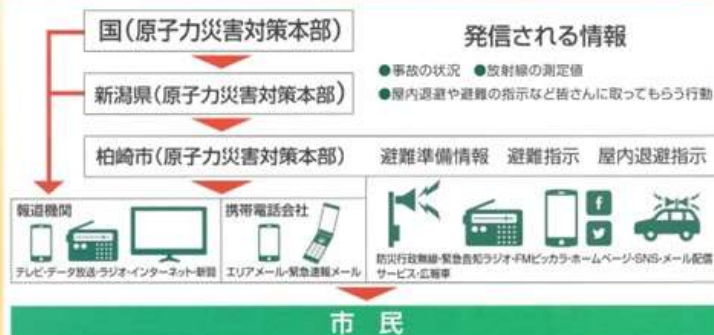 国(原子力災害対策本部)
発信される情報
●事故の状況 ●放射線の測定値
●屋内退避や避難の指示など皆さんに取ってもらう行動
新潟県(原子力災害対策本部)
柏崎市(原子力災害対策本部)
避難準備情報 避難指示 屋内退避指示
報道機関
テレビ・データ放送・ラジオ・インターネット・新聞
携帯電話会社
エリアメール・緊急速報メール
防災行政無線・緊急告知ラジオ・FMピッカラ・ホームページ・SNS・メール配信
サービス・広報車
市民